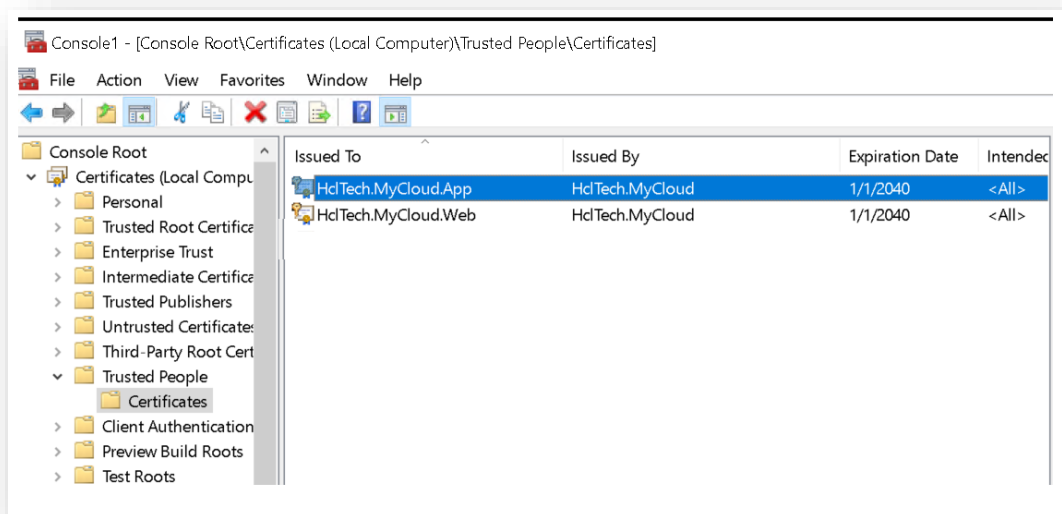 Console1 - [Console Root\Certificates (Local Computer)\Trusted People\Certificates]
File Action View Favorites Window Help
Console Root
Certificates (Local Compu
Personal
Trusted Root Certifica
Enterprise Trust
Intermediate Certifica
Trusted Publishers
Untrusted Certificates
Third-Party Root Cert
Trusted People
Certificates
Client Authentication
Preview Build Roots
Test Roots
Issued To Issued By Expiration Date Intended
HclTech.MyCloud.App HclTech.MyCloud 1/1/2040 <All>
HclTech.MyCloud.Web HclTech.MyCloud 1/1/2040 <All>